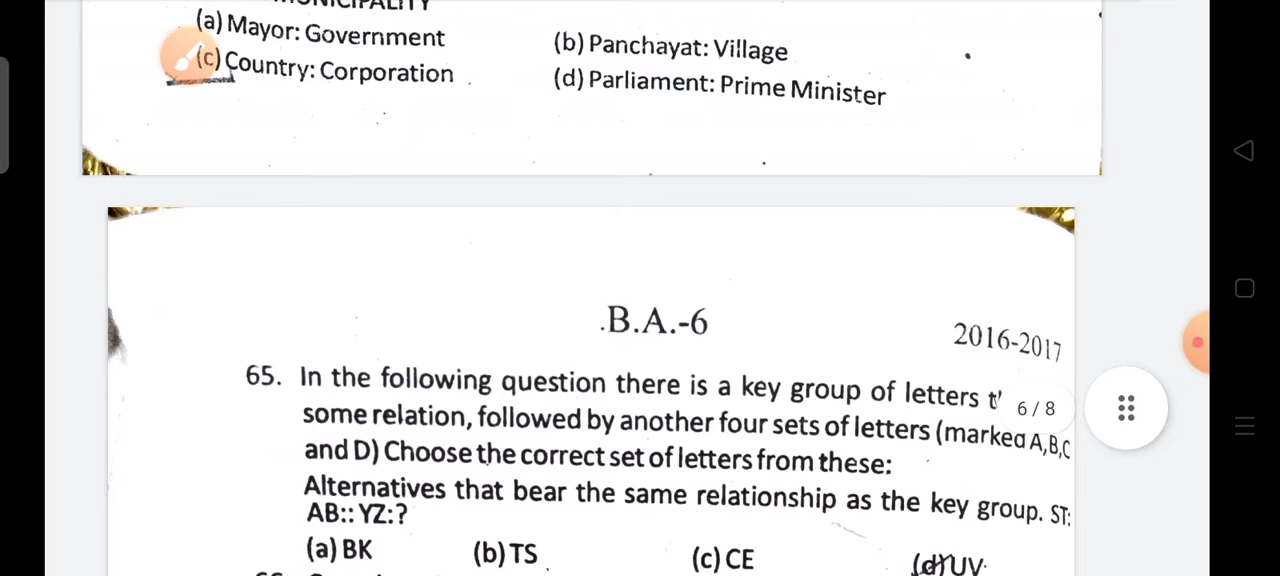 (a) Mayor: Government
(b) Panchayat: Village
(c) Country: Corporation
(d) Parliament: Prime Minister
.B.A.-6
2016-2017
65. In the following question there is a key group of letters
6 / 8
some relation, followed by another four sets of letters (marked A,B,C
and D) Choose the correct set of letters from these:
Alternatives that bear the same relationship as the key group. ST:
AB:: YZ:?
(a) BK (b) TS (c) CE (d) UV